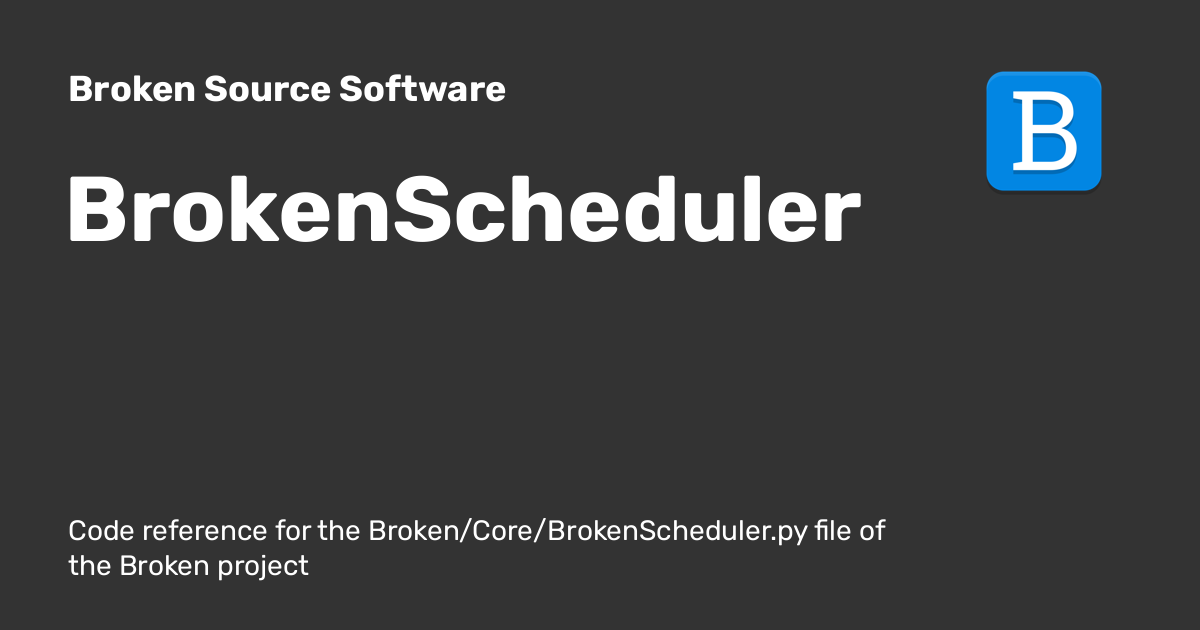 Broken Source Software
B
BrokenScheduler
Code reference for the Broken/Core/BrokenScheduler.py file of
the Broken project